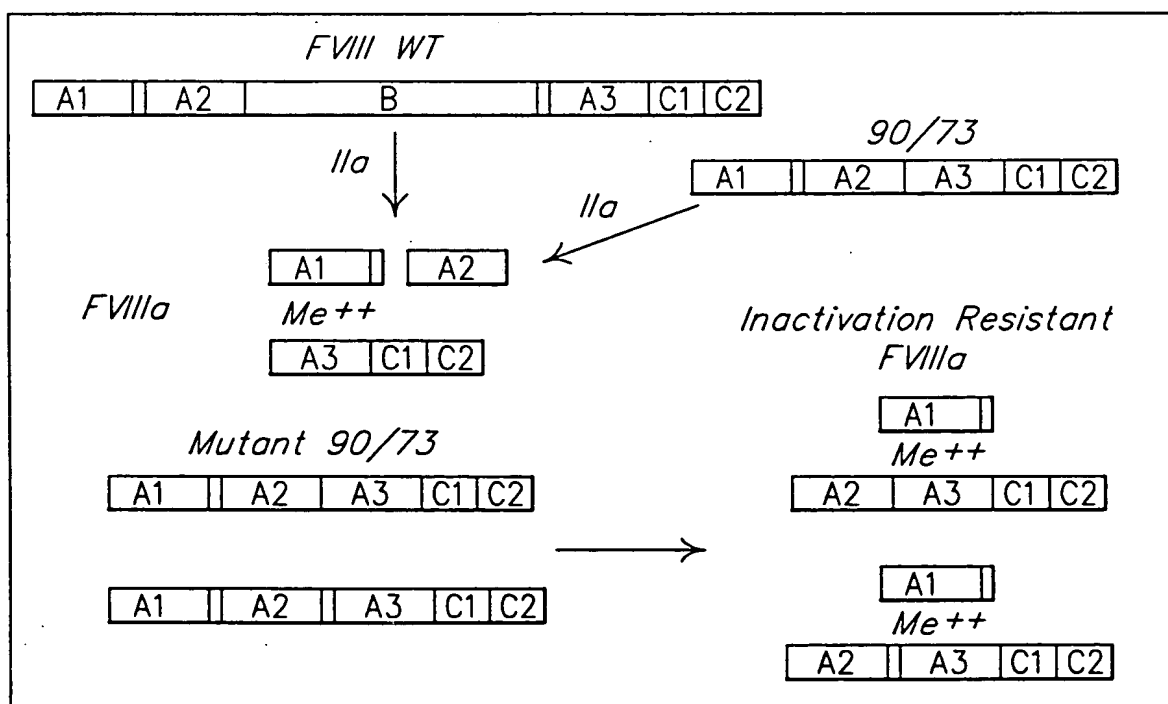 FVIII WT
A1 A2 B A3 C1 C2
IIa
90/73
A1 A2 A3 C1 C2
IIa
A1 A2
FVIIIa
Me++
A3 C1 C2
Inactivation Resistant
FVIIIa
A1
Me++
A2 A3 C1 C2
Mutant 90/73
A1 A2 A3 C1 C2
A1 A2 A3 C1 C2
A1
Me++
A2 A3 C1 C2